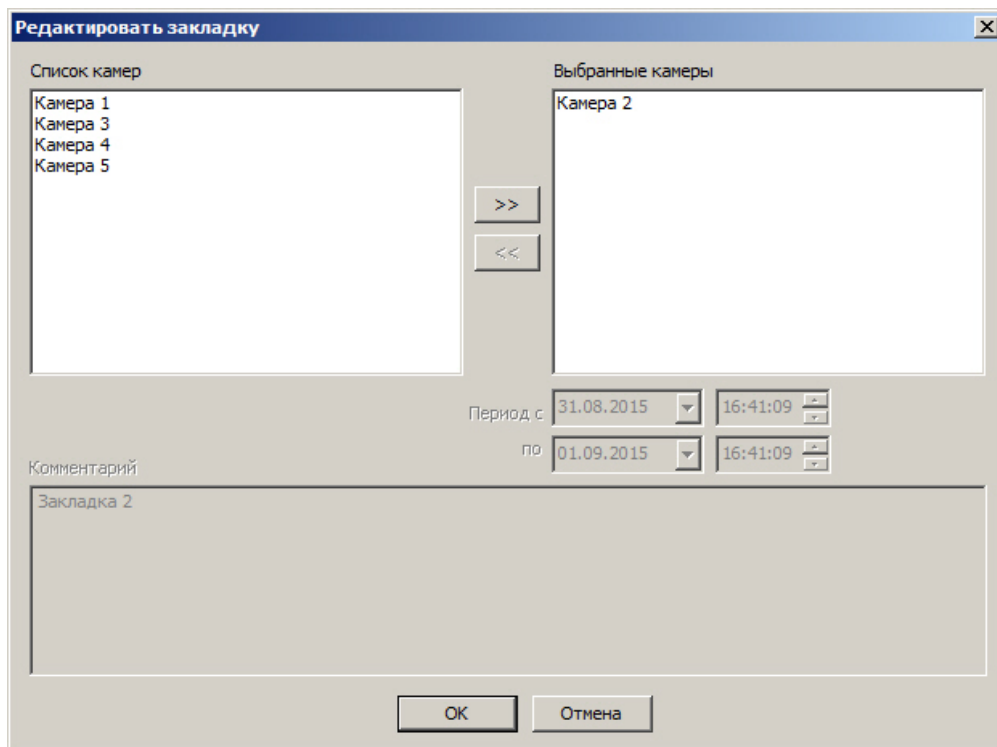 Редактировать закладку
Список камер
Выбранные камеры
Камера 1
Камера 3
Камера 4
Камера 5
Камера 2
>>
<<
Период с 31.08.2015 16:41:09
по 01.09.2015 16:41:09
Комментарий
Закладка 2
OK Отмена